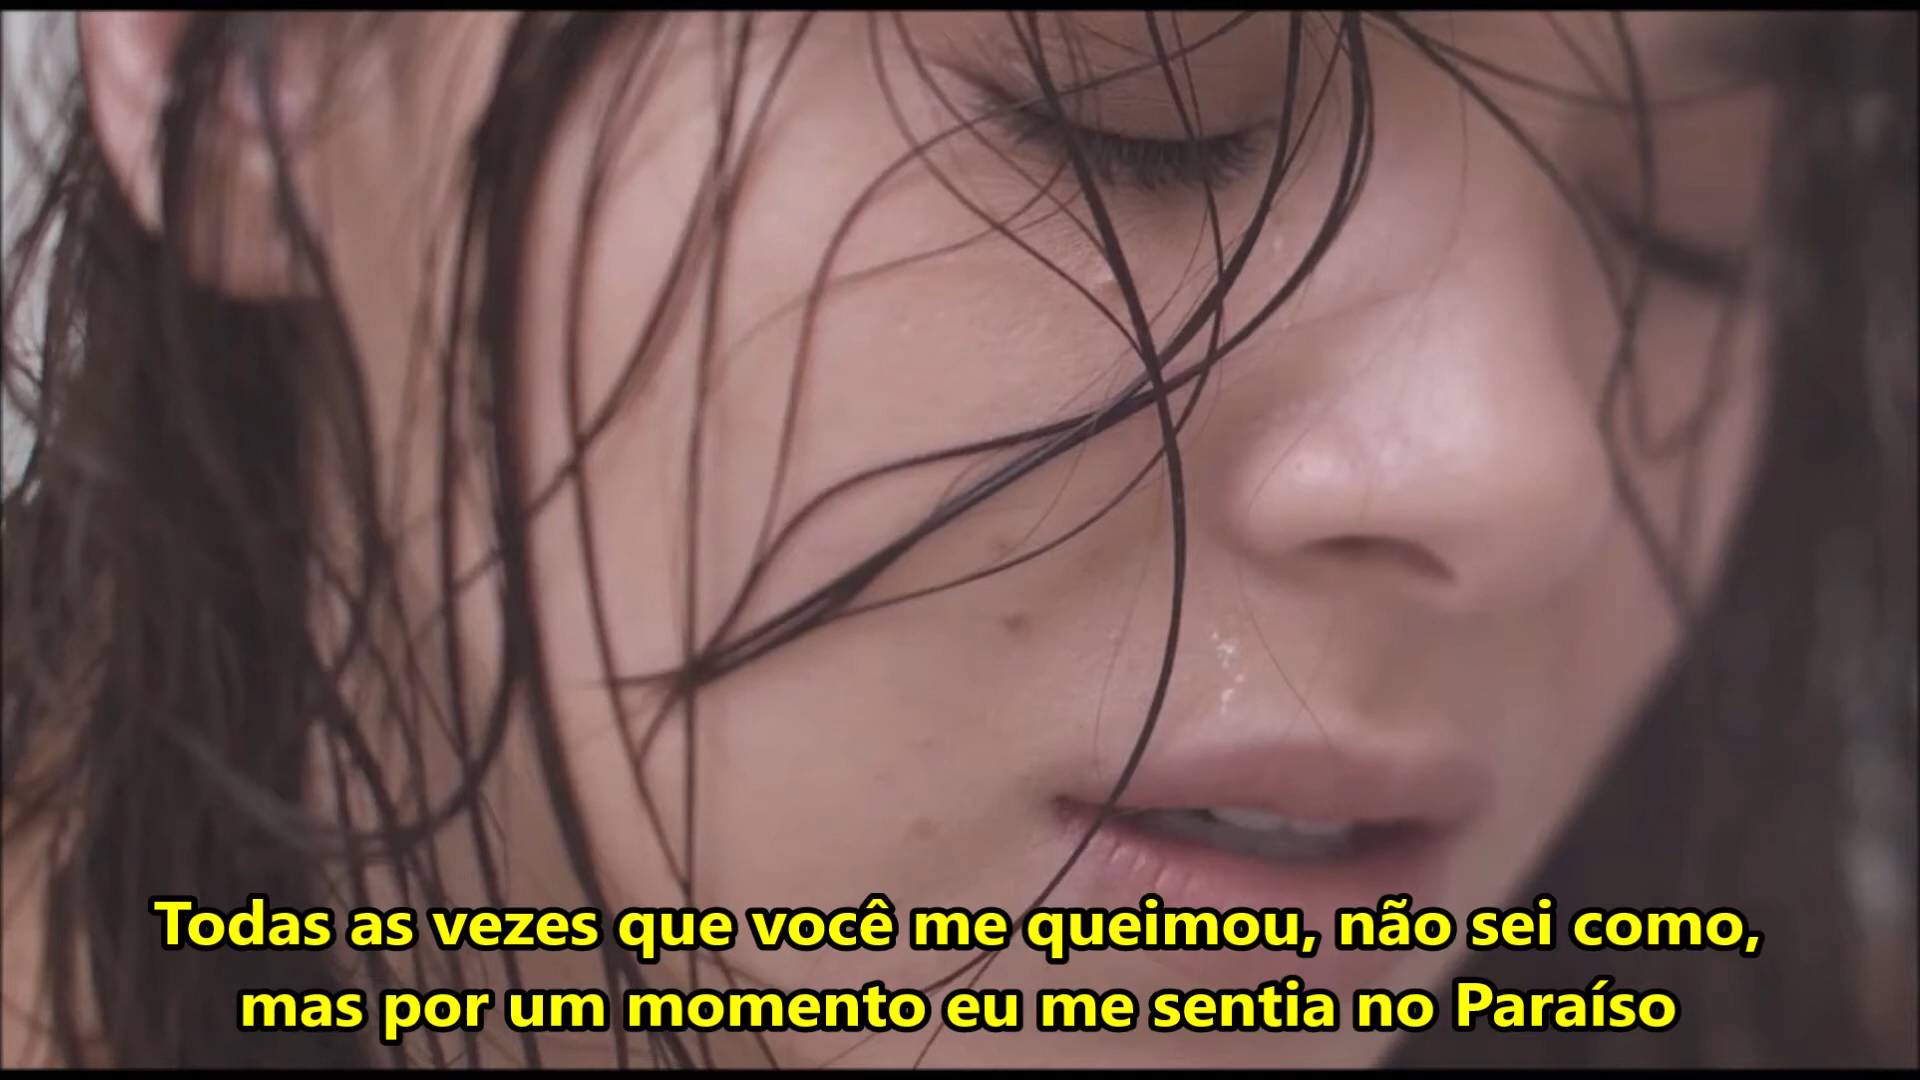 Todas as vezes que você me queimou, não sei como,
mas por um momento eu me sentia no Paraíso